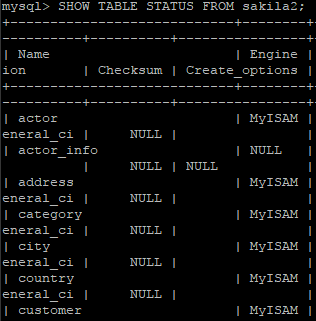 mysql> SHOW TABLE STATUS FROM sakila2;
+-----------------------------+--------+
----------+----------+----------------+
| Name                        | Engine |
ion       | Checksum | Create_options |
+-----------------------------+--------+
----------+----------+----------------+
| actor                       | MyISAM |
eneral_ci |     NULL |                |
| actor_info                  | NULL   |
          |     NULL | NULL           |
| address                     | MyISAM |
eneral_ci |     NULL |                |
| category                    | MyISAM |
eneral_ci |     NULL |                |
| city                        | MyISAM |
eneral_ci |     NULL |                |
| country                     | MyISAM |
eneral_ci |     NULL |                |
| customer                    | MyISAM |